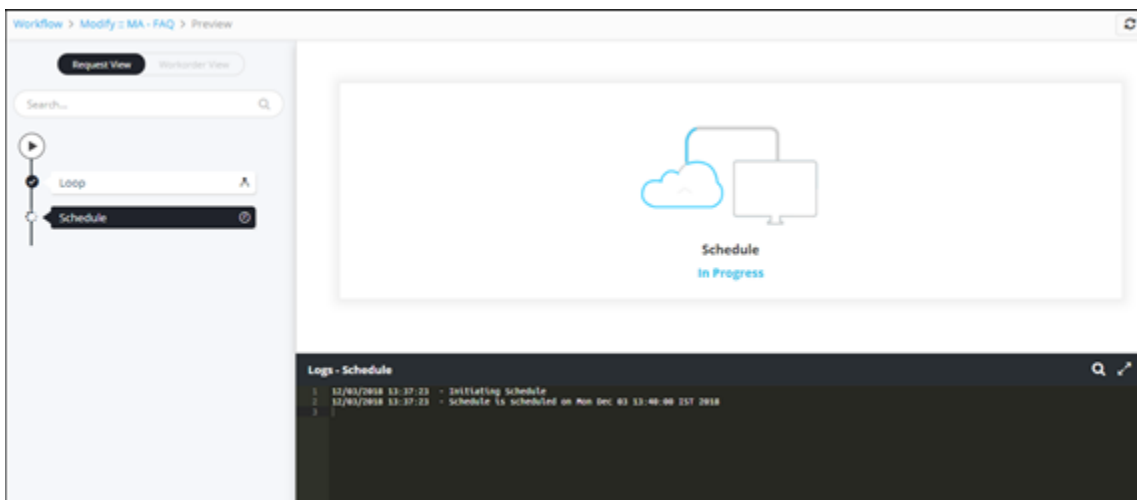 Workflow > Modify :: MA - FAQ > Preview
Request View Workorder View
Search...
Loop
Schedule
Schedule
In Progress
Logs - Schedule
1 12/03/2018 13:37:23 - Initiating Schedule
2 12/03/2018 13:37:23 - Schedule is scheduled on Mon Dec 03 13:40:00 IST 2018
3